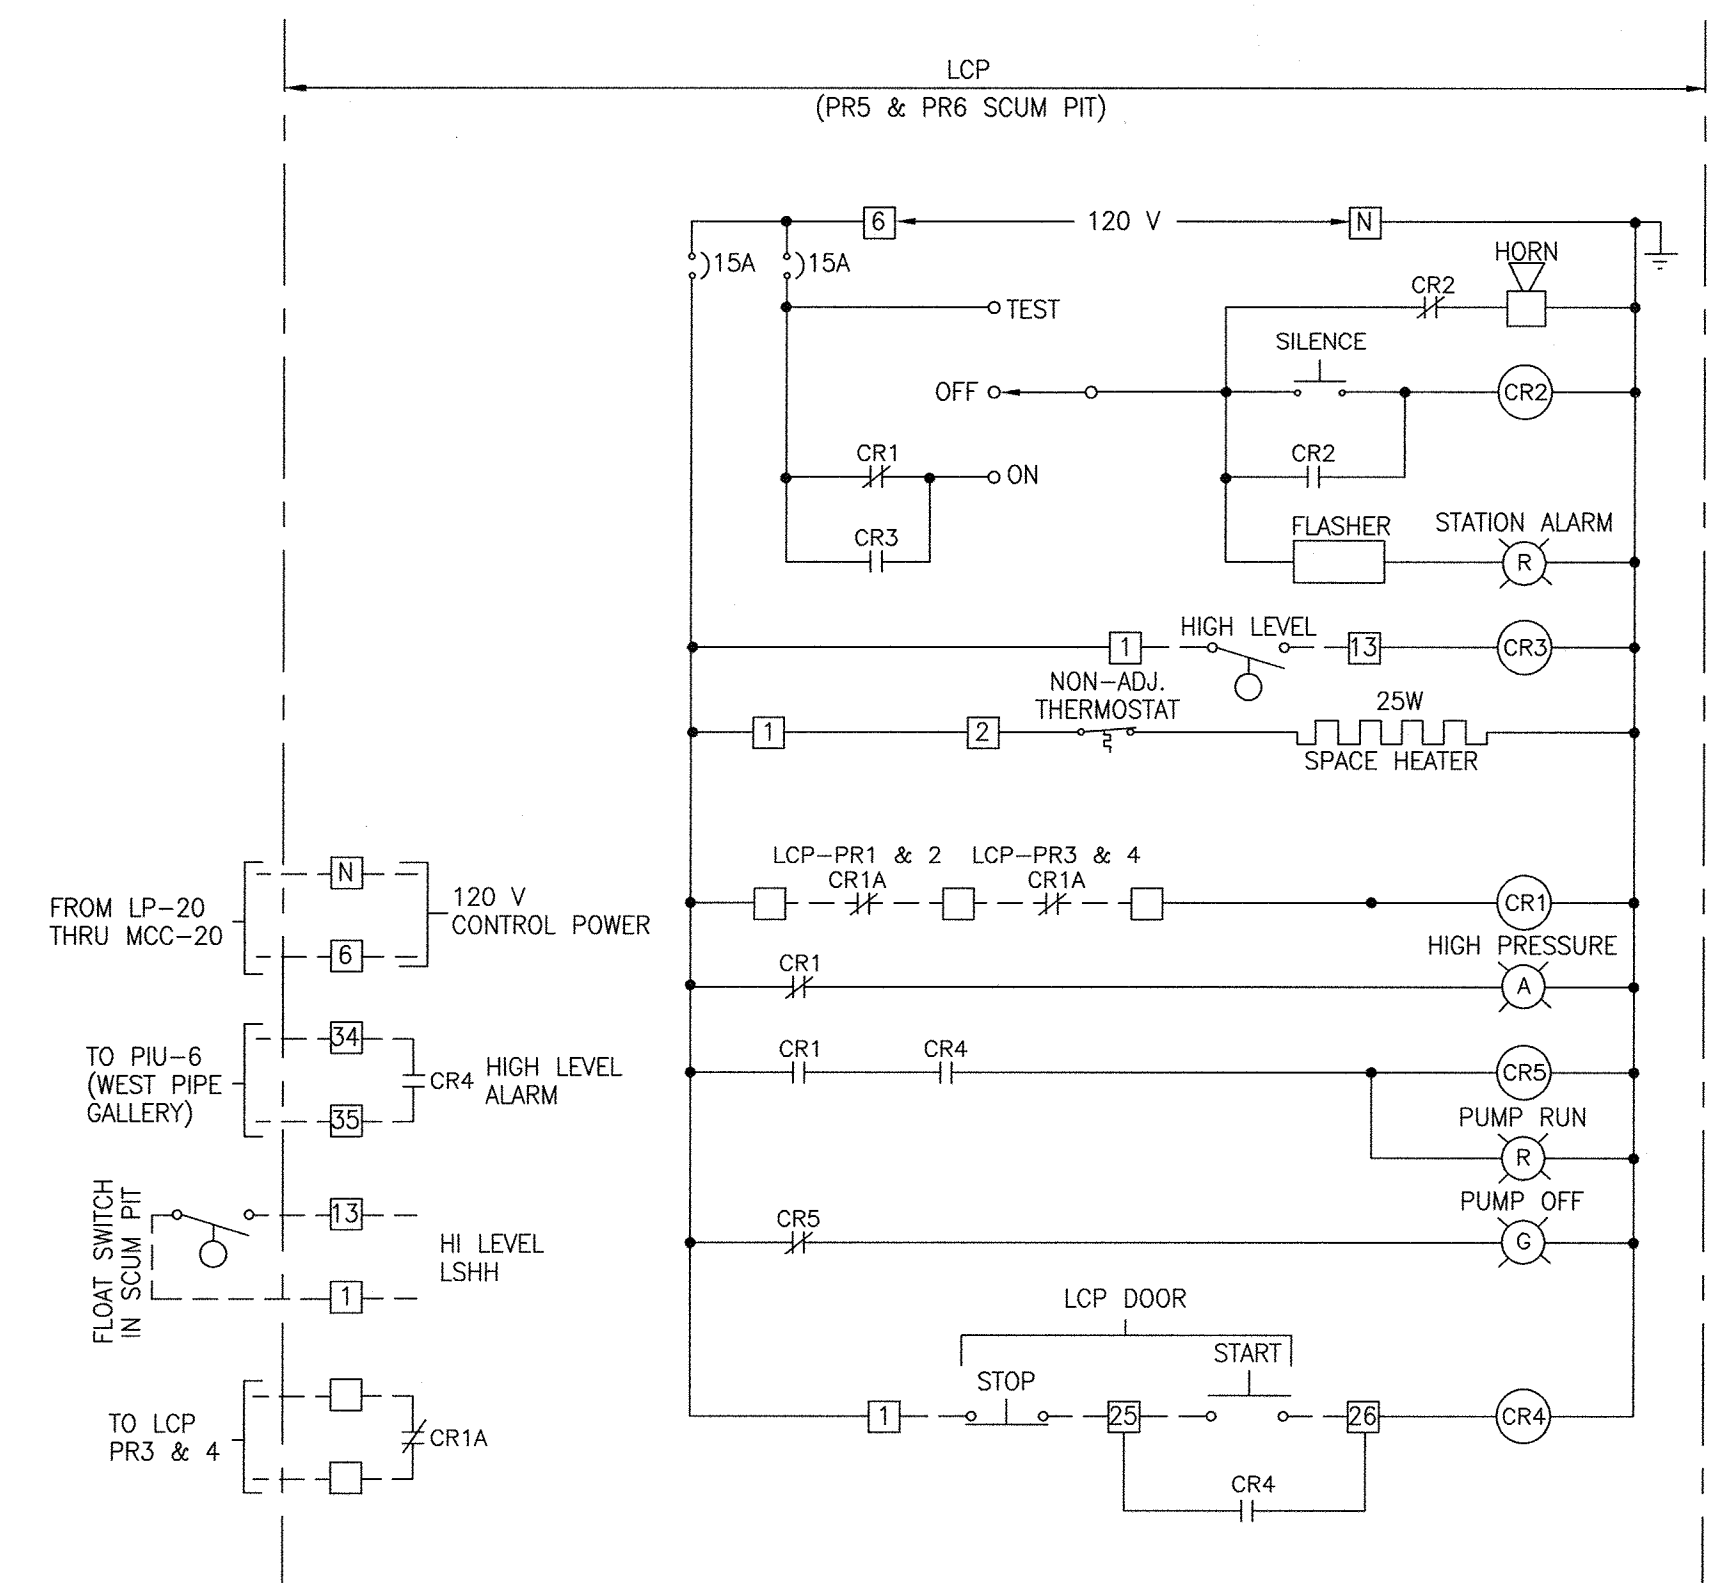 LCP
(PR5 & PR6 SCUM PIT)
6
120 V
N
15A
15A
HORN
CR2
TEST
SILENCE
OFF
CR2
CR1
ON
CR2
CR3
FLASHER
STATION ALARM
R
1
HIGH LEVEL
13
CR3
NON-ADJ.
THERMOSTAT
25W
1
2
SPACE HEATER
LCP-PR1 & 2
LCP-PR3 & 4
CR1A
CR1A
CR1
HIGH PRESSURE
CR1
A
CR1
CR4
CR5
PUMP RUN
R
PUMP OFF
CR5
G
LCP DOOR
STOP
START
1
25
26
CR4
CR4
FROM LP-20
THRU MCC-20
N
6
120 V
CONTROL POWER
TO PIU-6
(WEST PIPE
GALLERY)
34
35
CR4
HIGH LEVEL
ALARM
FLOAT SWITCH
IN SCUM PIT
13
1
HI LEVEL
LSHH
TO LCP
PR3 & 4
CR1A